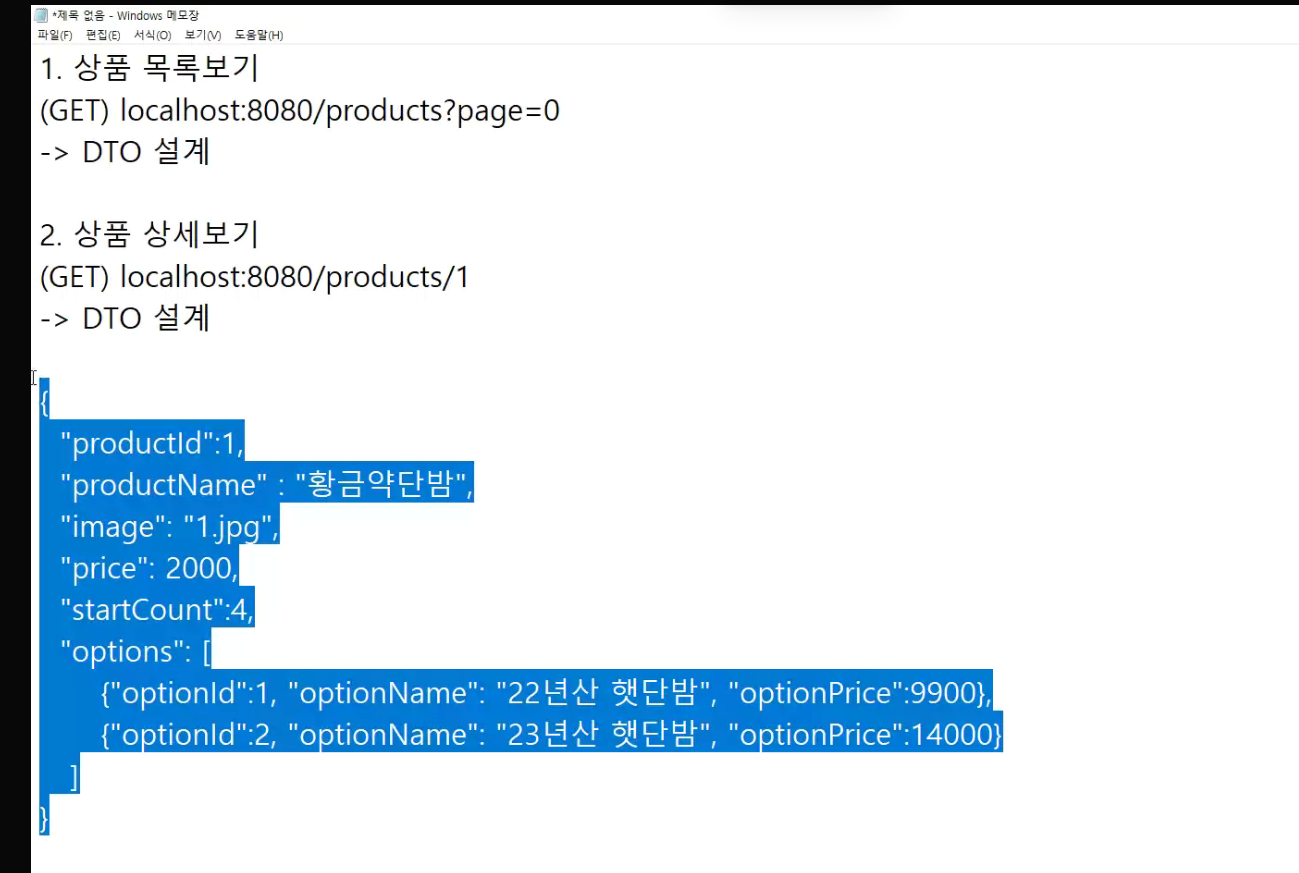 *제목 없음 - Windows 메모장
파일(F) 편집(E) 서식(O) 보기(V) 도움말(H)
1. 상품 목록보기
(GET) localhost:8080/products?page=0
-> DTO 설계
2. 상품 상세보기
(GET) localhost:8080/products/1
-> DTO 설계
{
"productId":1,
"productName" : "황금약단밤",
"image": "1.jpg",
"price": 2000,
"startCount":4,
"options": [
{"optionId":1, "optionName": "22년산 햇단밤", "optionPrice":9900},
{"optionId":2, "optionName": "23년산 햇단밤", "optionPrice":14000}
]
}